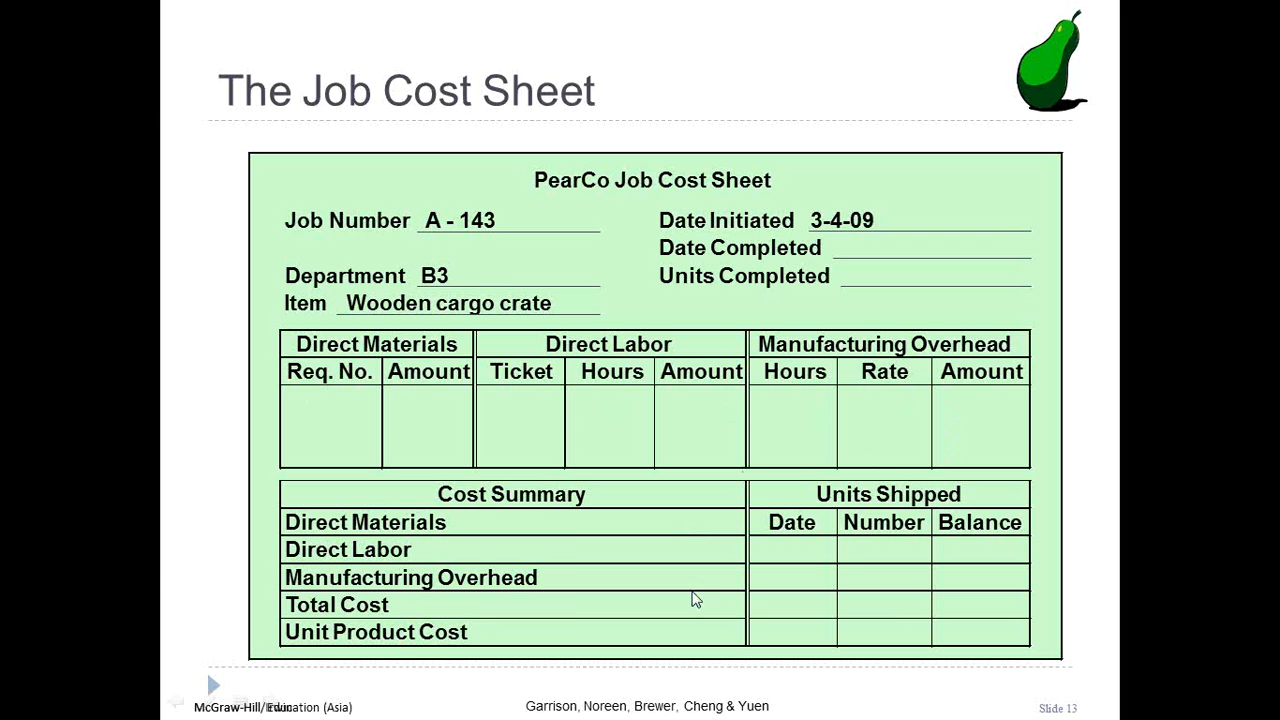 The Job Cost Sheet
PearCo Job Cost Sheet
Job Number A - 143 Date Initiated 3-4-09
Date Completed
Department B3 Units Completed
Item Wooden cargo crate
Direct Materials Direct Labor Manufacturing Overhead
Req. No. Amount Ticket Hours Amount Hours Rate Amount
Cost Summary Units Shipped
Direct Materials Date Number Balance
Direct Labor
Manufacturing Overhead
Total Cost
Unit Product Cost
McGraw-Hill/Education (Asia) Garrison, Noreen, Brewer, Cheng & Yuen Slide 13